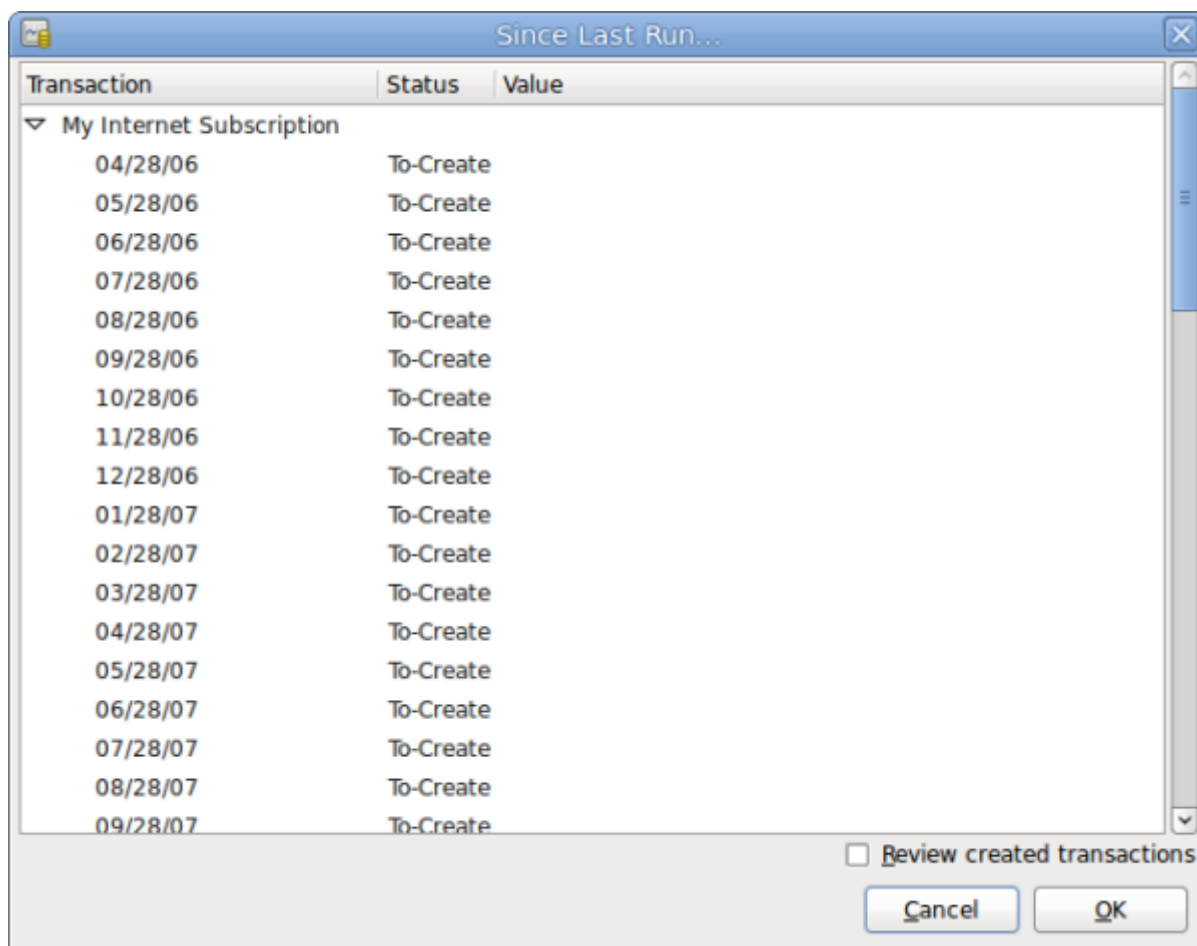 Since Last Run...
Transaction Status Value
My Internet Subscription
04/28/06 To-Create
05/28/06 To-Create
06/28/06 To-Create
07/28/06 To-Create
08/28/06 To-Create
09/28/06 To-Create
10/28/06 To-Create
11/28/06 To-Create
12/28/06 To-Create
01/28/07 To-Create
02/28/07 To-Create
03/28/07 To-Create
04/28/07 To-Create
05/28/07 To-Create
06/28/07 To-Create
07/28/07 To-Create
08/28/07 To-Create
09/28/07 To-Create
Review created transactions
Cancel OK